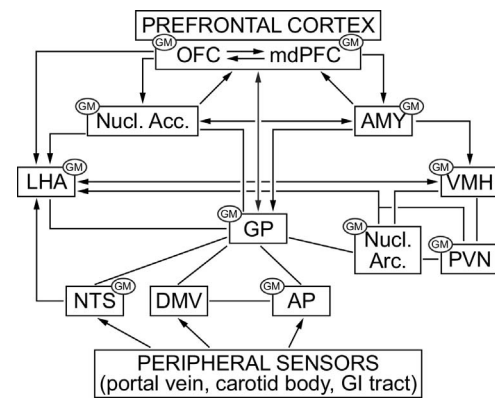 PREFRONTAL CORTEX
GM GM
OFC mdPFC
GM GM
Nucl. Acc. AMY
GM GM
LHA VMH
GM
GP
GM
Nucl.
Arc.
GM
PVN
GM GM
NTS DMV AP
PERIPHERAL SENSORS
(portal vein, carotid body, GI tract)